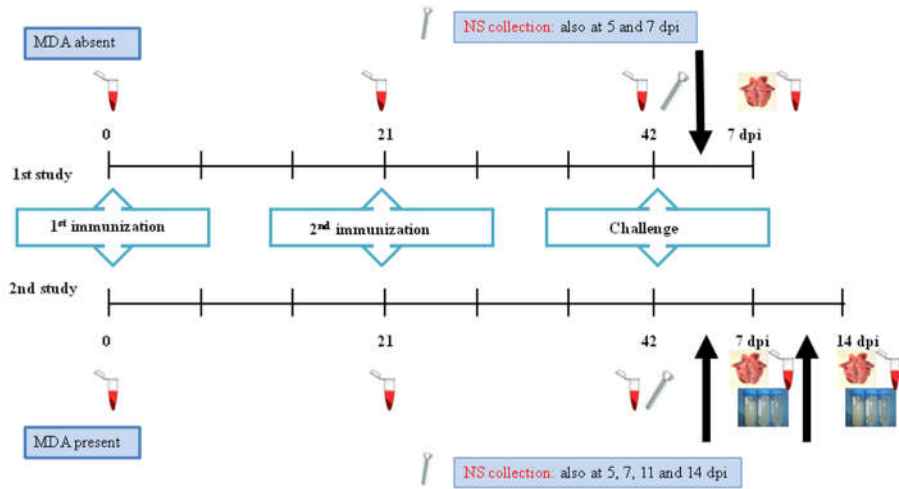 NS collection: also at 5 and 7 dpi
MDA absent
0 21 42 7 dpi
1st study
1st immunization 2nd immunization Challenge
2nd study
0 21 42 7 dpi 14 dpi
MDA present
NS collection: also at 5, 7, 11 and 14 dpi